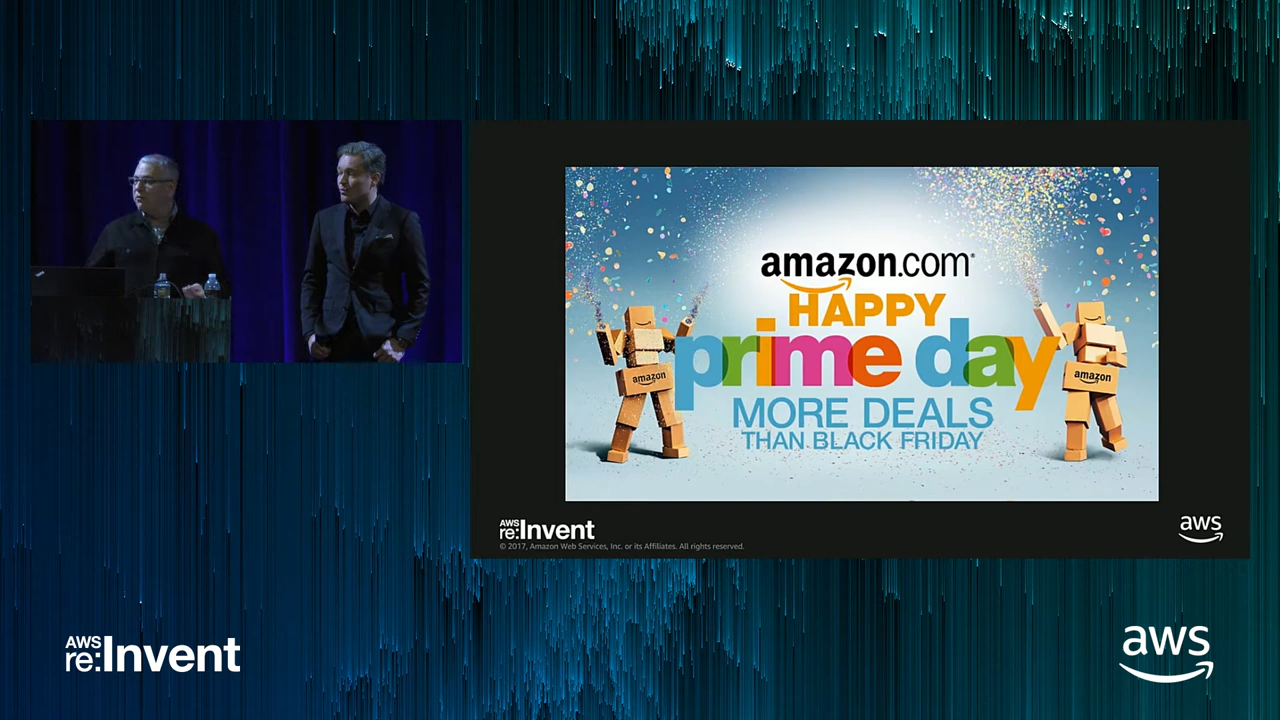 amazon.com
HAPPY
prime day
MORE DEALS
THAN BLACK FRIDAY
amazon
amazon
AWS
re:Invent
© 2017, Amazon Web Services, Inc. or its Affiliates. All rights reserved.
aws
AWS
re:Invent
aws